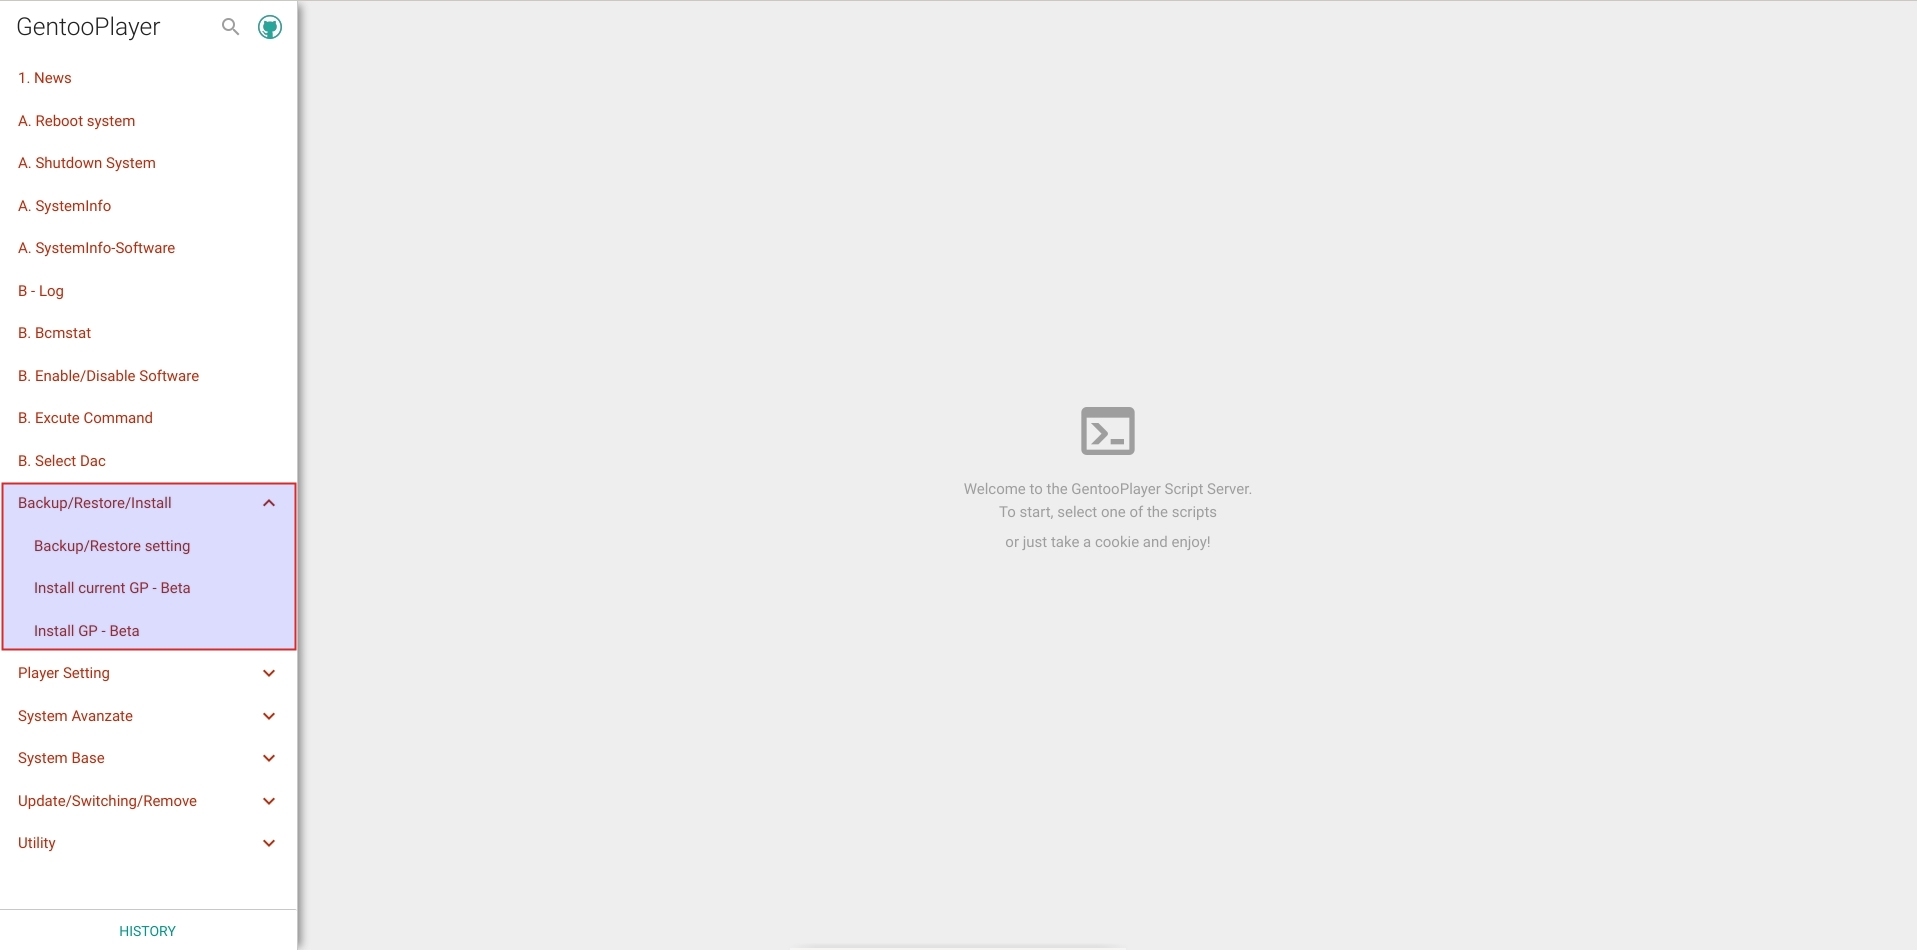 GentooPlayer
1. News
A. Reboot system
A. Shutdown System
A. SystemInfo
A. SystemInfo-Software
B - Log
B. Bcmstat
B. Enable/Disable Software
B. Excute Command
B. Select Dac
Backup/Restore/Install
Backup/Restore setting
Install current GP - Beta
Install GP - Beta
Player Setting
System Avanzate
System Base
Update/Switching/Remove
Utility
HISTORY
Welcome to the GentooPlayer Script Server.
To start, select one of the scripts
or just take a cookie and enjoy!